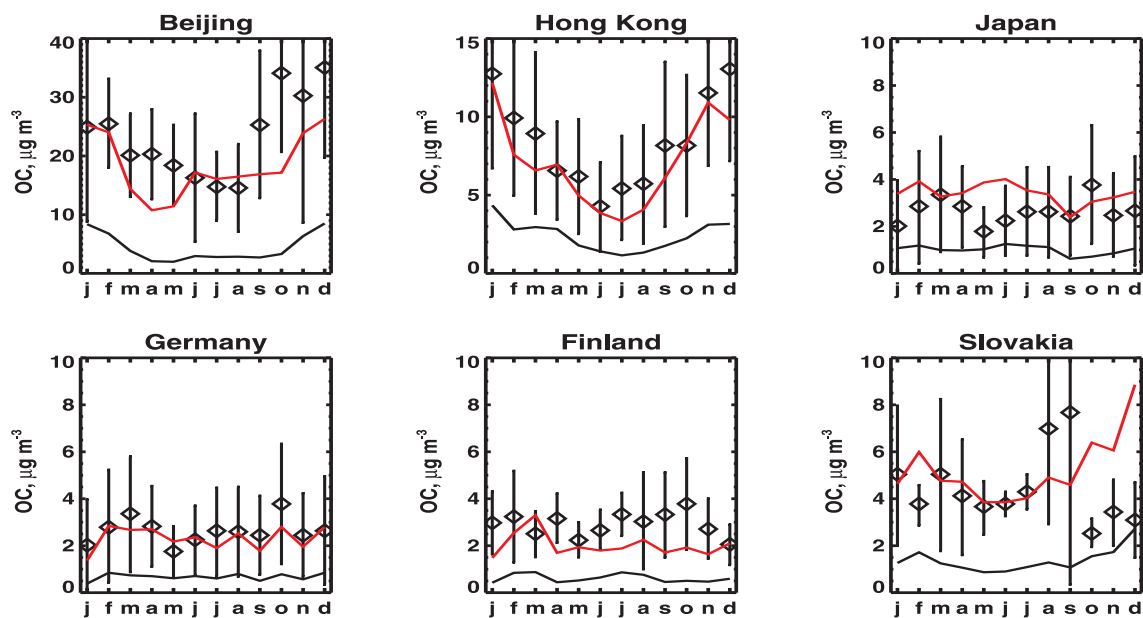 Beijing
Hong Kong
Japan
40
30
20
10
0
OC, µg m-3
j f m a m j j a s o n d
15
10
5
0
OC, µg m-3
j f m a m j j a s o n d
10
8
6
4
2
0
OC, µg m-3
j f m a m j j a s o n d
Germany
Finland
Slovakia
10
8
6
4
2
0
OC, µg m-3
j f m a m j j a s o n d
10
8
6
4
2
0
OC, µg m-3
j f m a m j j a s o n d
10
8
6
4
2
0
OC, µg m-3
j f m a m j j a s o n d